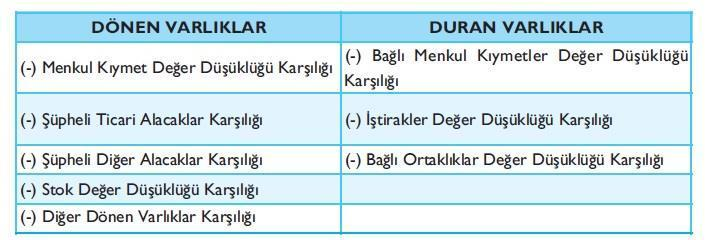 DÖNEN VARLIKLAR
DURAN VARLIKLAR
(-) Menkul Kıymet Değer Düşüklüğü Karşılığı
(-) Bağlı Menkul Kıymetler Değer Düşüklüğü
Karşılığı
(-) Şüpheli Ticari Alacaklar Karşılığı
(-) İştirakler Değer Düşüklüğü Karşılığı
(-) Şüpheli Diğer Alacaklar Karşılığı
(-) Bağlı Ortaklıklar Değer Düşüklüğü Karşılığı
(-) Stok Değer Düşüklüğü Karşılığı
(-) Diğer Dönen Varlıklar Karşılığı